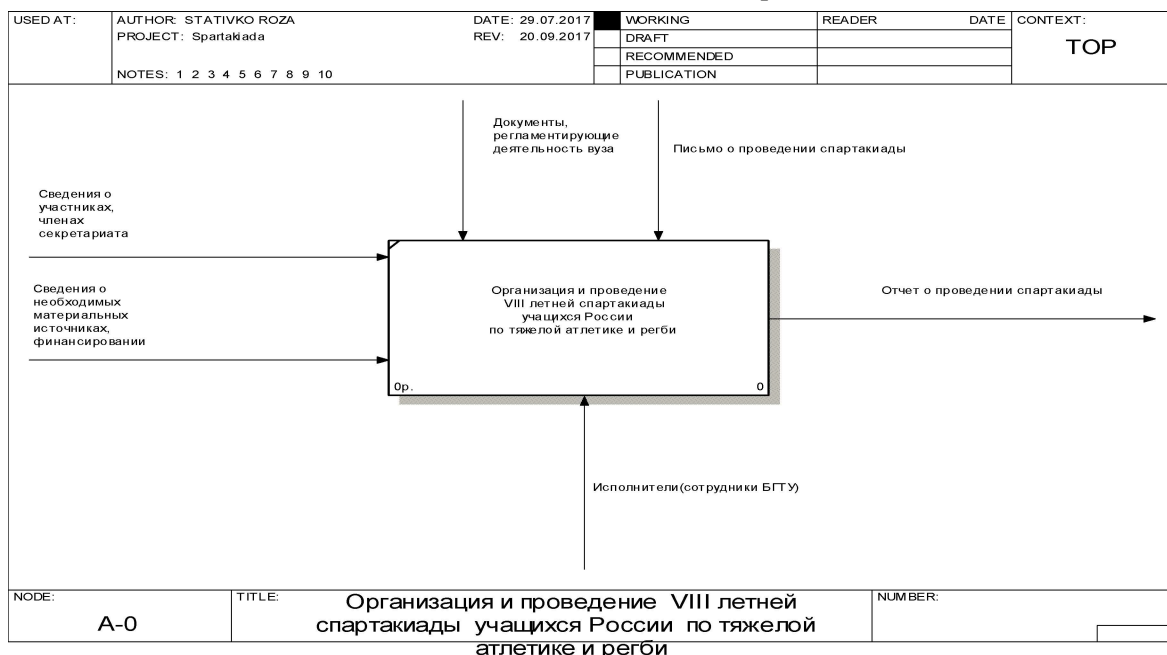 USED AT:
AUTHOR: STATIVKO ROZA
DATE: 29.07.2017
WORKING
READER
DATE
CONTEXT:
PROJECT: Spartakiada
REV: 20.09.2017
DRAFT
TOP
RECOMMENDED
NOTES: 1 2 3 4 5 6 7 8 9 10
PUBLICATION
Документы,
регламентирующие
деятельность вуза
Письмо о проведении спартакиады
Сведения о
участниках,
членах
секретариата
Сведения о
необходимых
материальных
источниках,
финансировании
Организация и проведение
VIII летней спартакиады
учащихся России
по тяжелой атлетике и регби
0р.
0
Отчет о проведении спартакиады
Исполнители(сотрудники БГТУ)
NODE:
A-0
TITLE:
Организация и проведение VIII летней
спартакиады учащихся России по тяжелой
атлетике и регби
NUMBER: